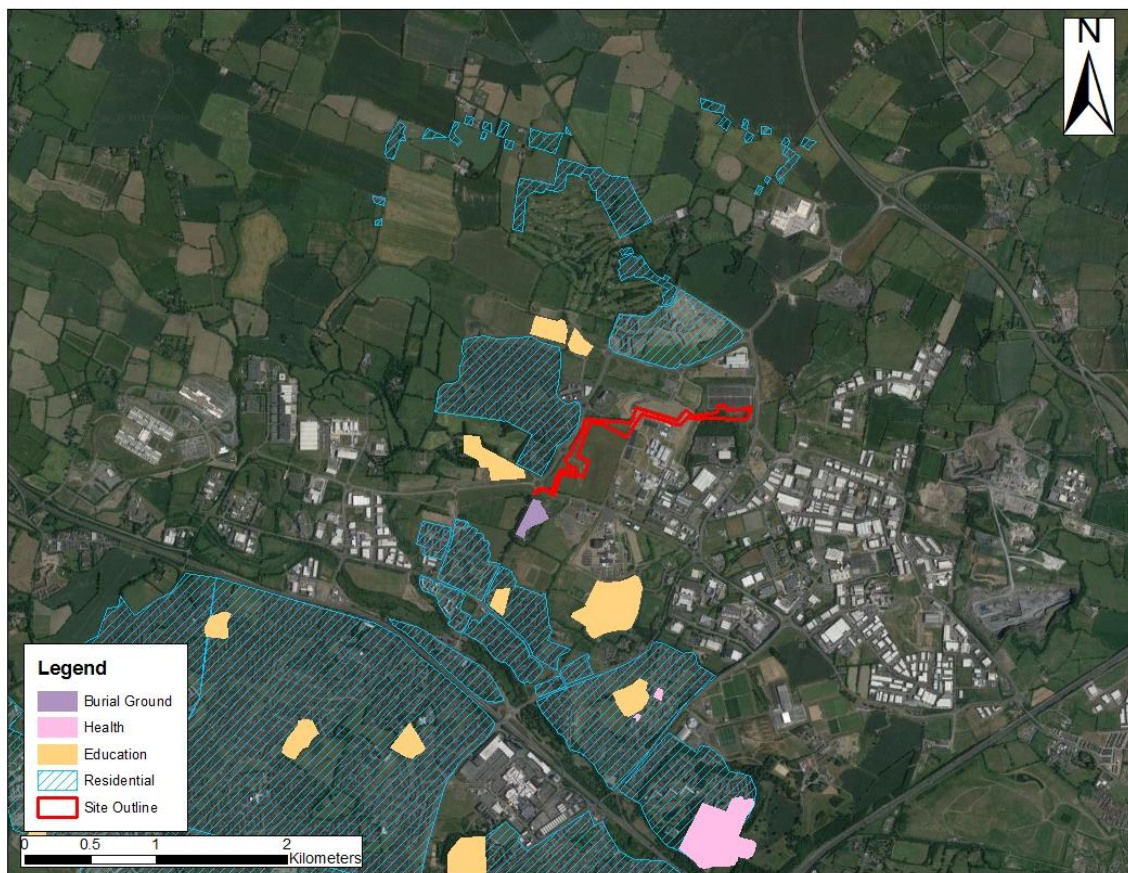 N
Legend
Burial Ground
Health
Education
Residential
Site Outline
0 0.5 1 2
Kilometers